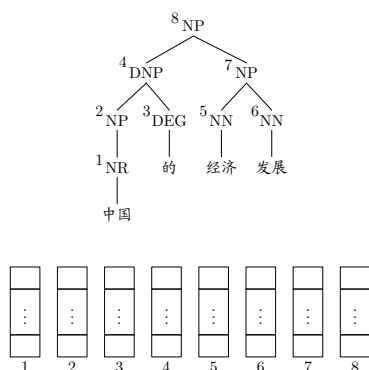 8 NP
4 DNP 7 NP
2 NP 3 DEG 5 NN 6 NN
1 NR 的 经济 发展
中国
⋮ ⋮ ⋮ ⋮ ⋮ ⋮ ⋮ ⋮
1 2 3 4 5 6 7 8